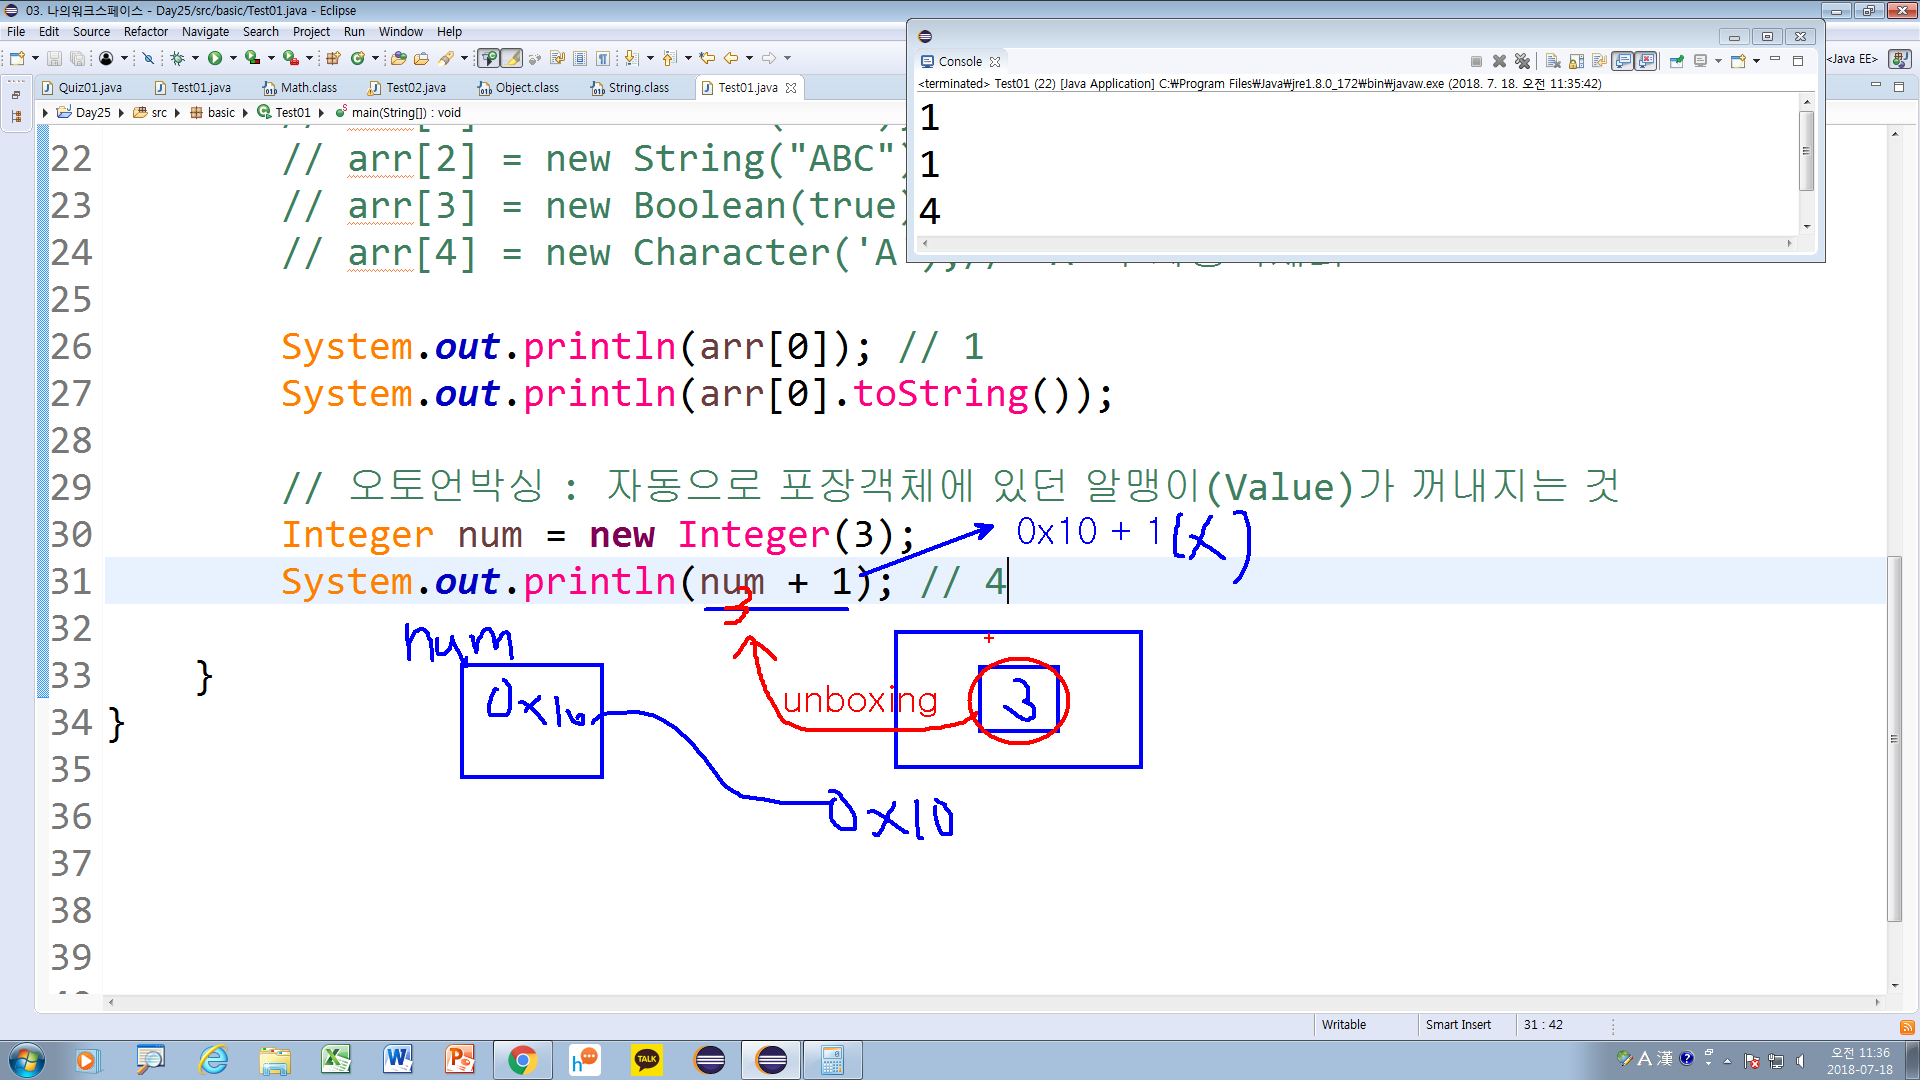 03. 나의워크스페이스 - Day25/src/basic/Test01.java - Eclipse
File Edit Source Refactor Navigate Search Project Run Window Help
<Java EE>
Quiz01.java Test01.java Math.class Test02.java Object.class String.class Test01.java
Day25 src basic Test01 main(String[]) : void
Console
<terminated> Test01 (22) [Java Application] C:₩Program Files₩Java₩jre1.8.0_172₩bin₩javaw.exe (2018. 7. 18. 오전 11:35:42)
1
1
4
22 // arr[2] = new String("ABC")
23 // arr[3] = new Boolean(true)
24 // arr[4] = new Character('A
25
26 System.out.println(arr[0]); // 1
27 System.out.println(arr[0].toString());
28
29 // 오토언박싱 : 자동으로 포장객체에 있던 알맹이(Value)가 꺼내지는 것
30 Integer num = new Integer(3);
0x10 + 1 (X)
31 System.out.println(num + 1); // 4
3
32
num
33 }
0x10
unboxing
3
34 }
35
36
0x10
37
38
39
Writable Smart Insert 31 : 42
TALK
A 漢
오전 11:36
2018-07-18